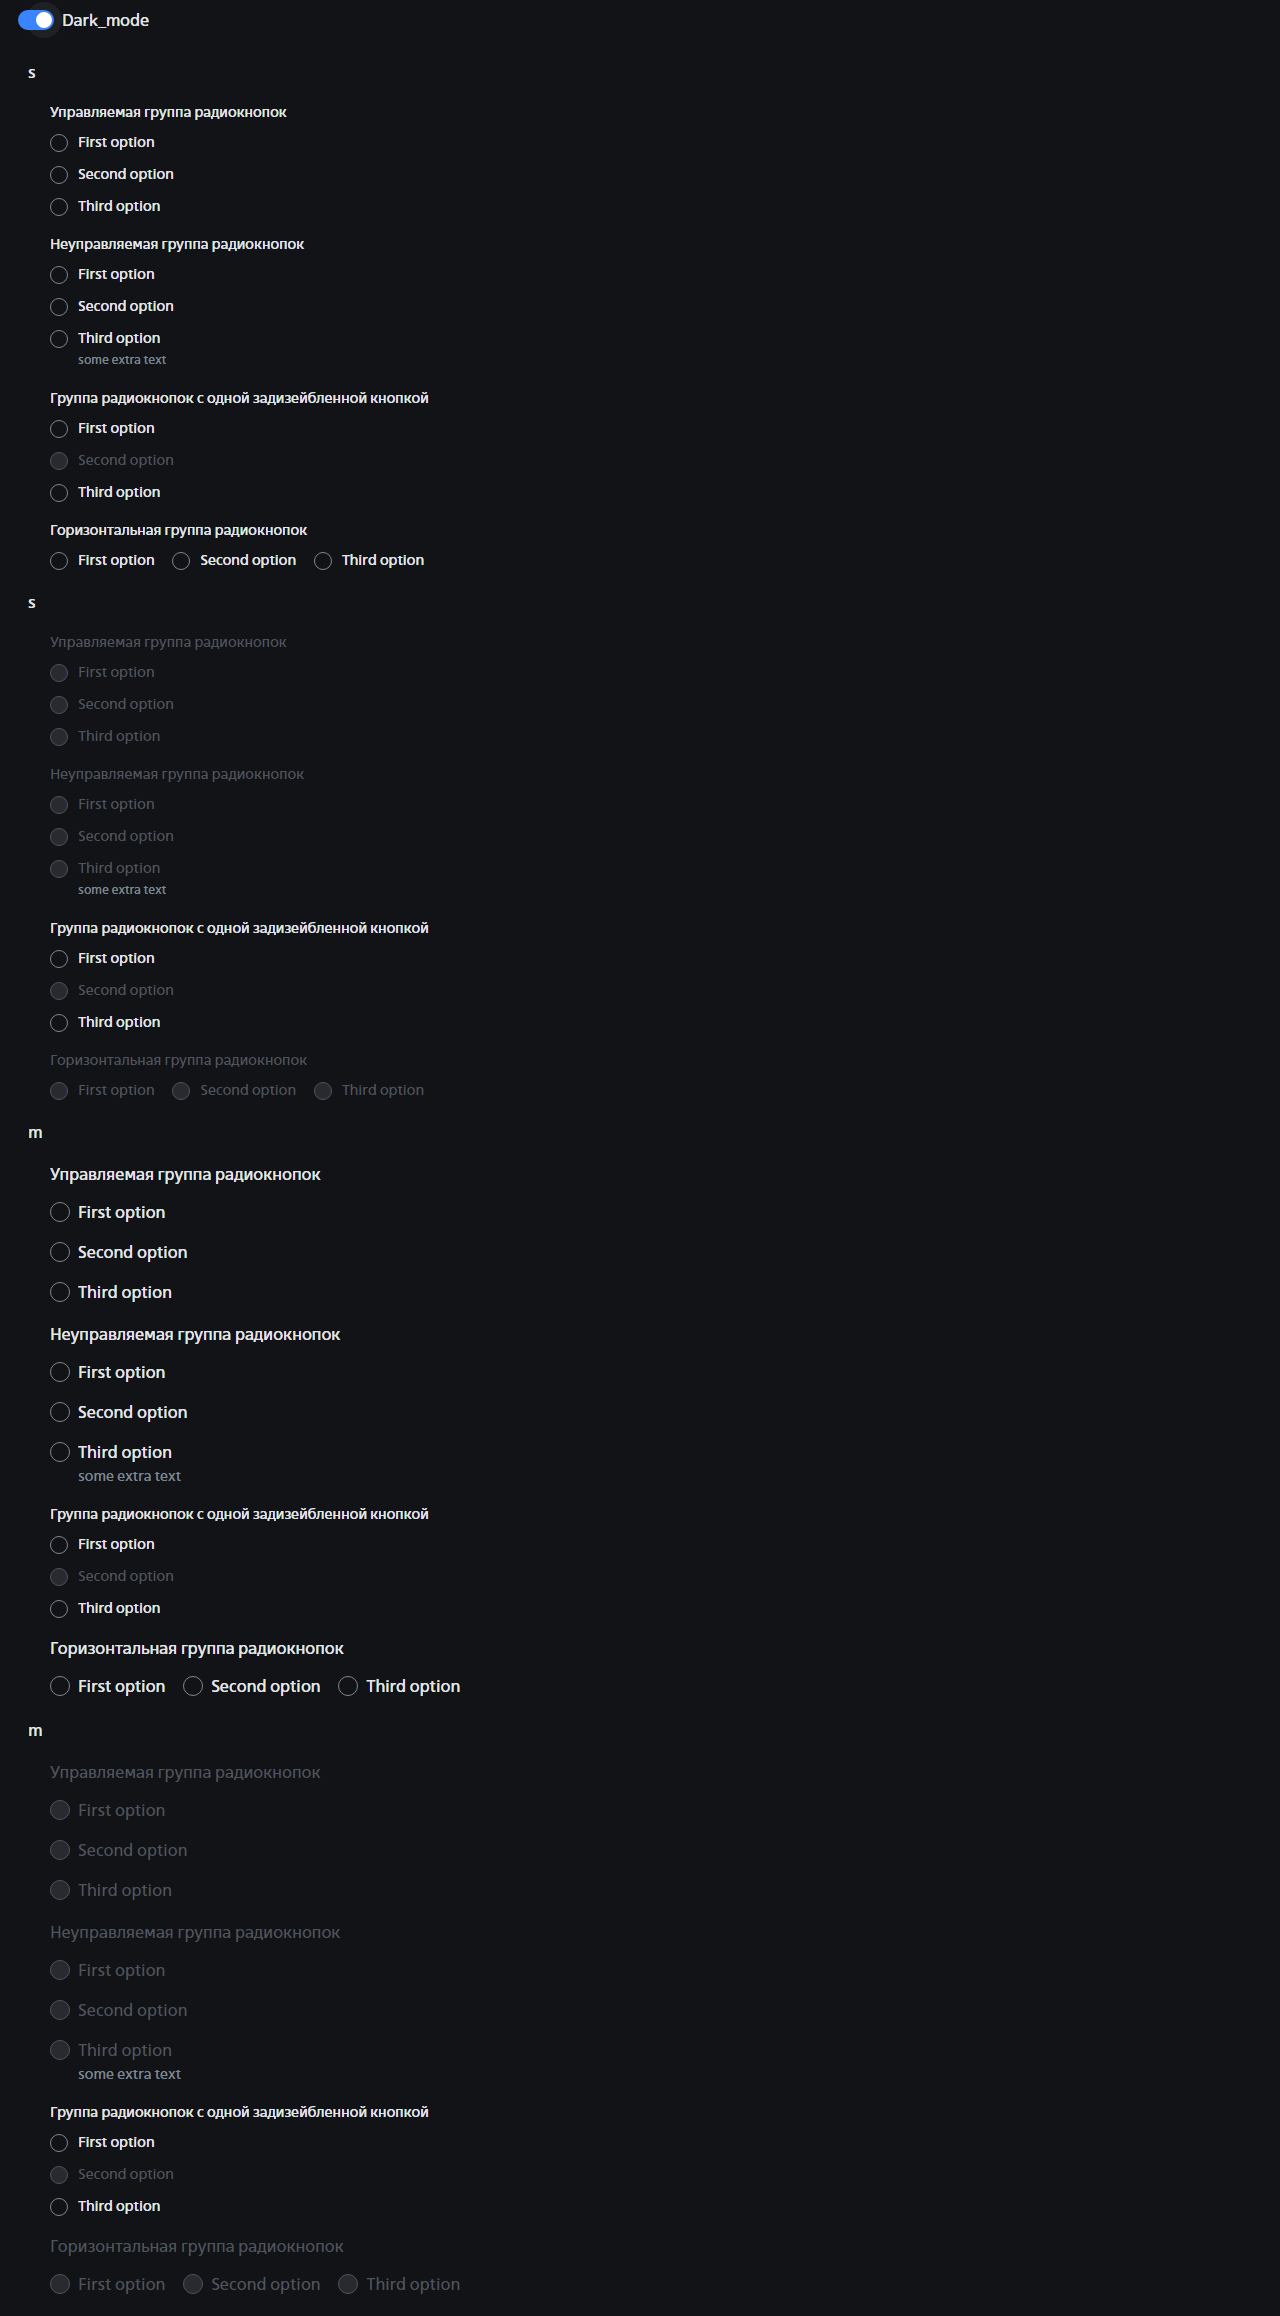 Dark_mode
s
Управляемая группа радиокнопок
First option
Second option
Third option
Неуправляемая группа радиокнопок
First option
Second option
Third option
some extra text
Группа радиокнопок с одной задизейбленной кнопкой
First option
Second option
Third option
Горизонтальная группа радиокнопок
First option Second option Third option
s
Управляемая группа радиокнопок
First option
Second option
Third option
Неуправляемая группа радиокнопок
First option
Second option
Third option
some extra text
Группа радиокнопок с одной задизейбленной кнопкой
First option
Second option
Third option
Горизонтальная группа радиокнопок
First option Second option Third option
m
Управляемая группа радиокнопок
First option
Second option
Third option
Неуправляемая группа радиокнопок
First option
Second option
Third option
some extra text
Группа радиокнопок с одной задизейбленной кнопкой
First option
Second option
Third option
Горизонтальная группа радиокнопок
First option Second option Third option
m
Управляемая группа радиокнопок
First option
Second option
Third option
Неуправляемая группа радиокнопок
First option
Second option
Third option
some extra text
Группа радиокнопок с одной задизейбленной кнопкой
First option
Second option
Third option
Горизонтальная группа радиокнопок
First option Second option Third option